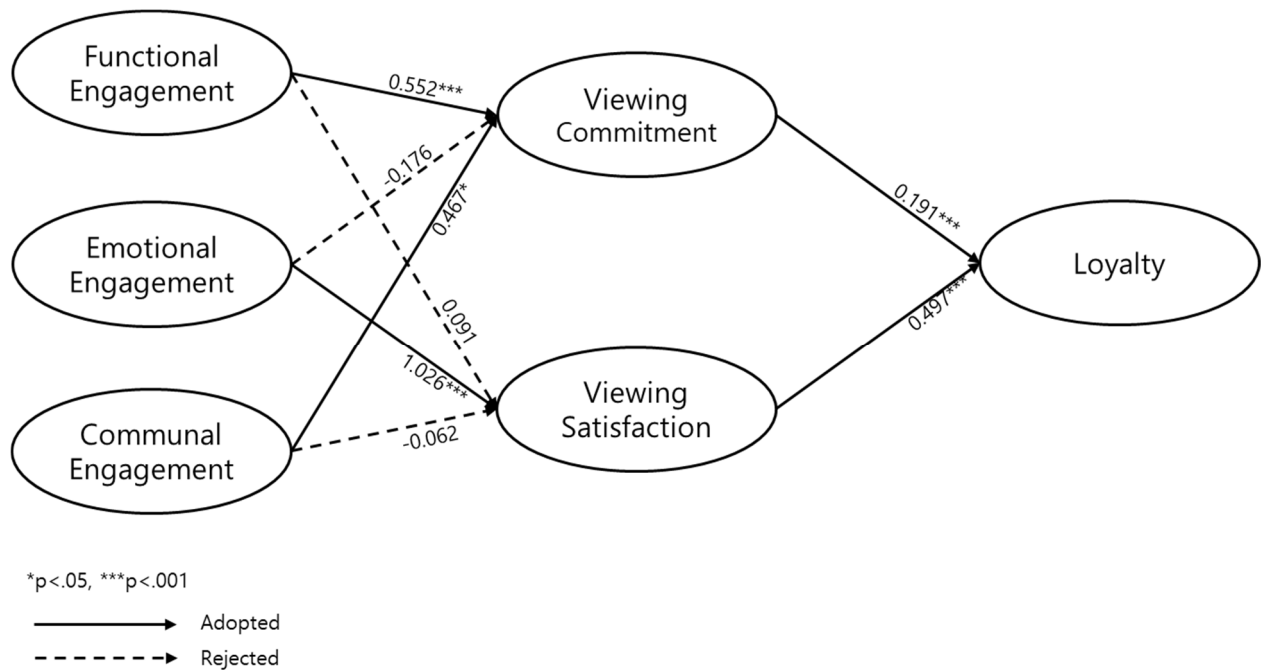 Functional
Engagement
0.552***
Viewing
Commitment
-0.176
0.467*
0.191***
Emotional
Engagement
Loyalty
0.091
1.026***
0.497***
Viewing
Satisfaction
Communal
Engagement
-0.062
*p<.05, ***p<.001
Adopted
Rejected